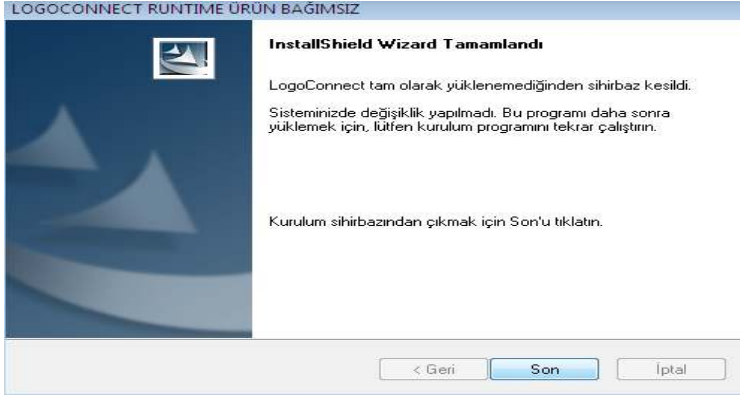 LOGOCONNECT RUNTIME ÜRÜN BAĞIMSIZ
InstallShield Wizard Tamamlandı
LogoConnect tam olarak yüklenemediğinden sihirbaz kesildi.
Sisteminizde değişiklik yapılmadı. Bu programı daha sonra
yüklemek için, lütfen kurulum programını tekrar çalıştırın.
Kurulum sihirbazından çıkmak için Son'u tıklatın.
< Geri Son İptal